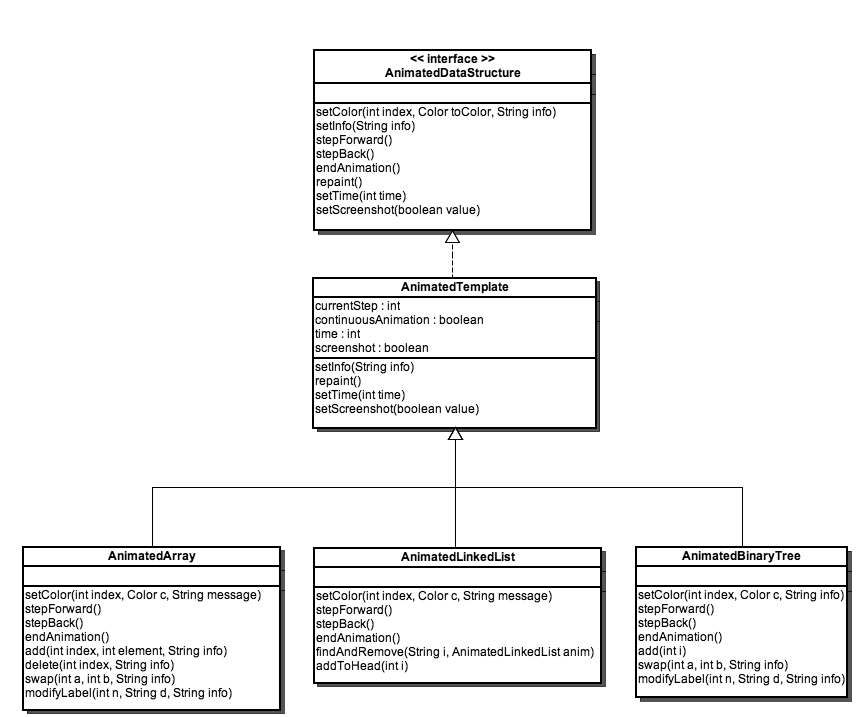 << interface >>
AnimatedDataStructure
setColor(int index, Color toColor, String info)
setInfo(String info)
stepForward()
stepBack()
endAnimation()
repaint()
setTime(int time)
setScreenshot(boolean value)
AnimatedTemplate
currentStep : int
continuousAnimation : boolean
time : int
screenshot : boolean
setInfo(String info)
repaint()
setTime(int time)
setScreenshot(boolean value)
AnimatedArray
setColor(int index, Color c, String message)
stepForward()
stepBack()
endAnimation()
add(int index, int element, String info)
delete(int index, String info)
swap(int a, int b, String info)
modifyLabel(int n, String d, String info)
AnimatedLinkedList
setColor(int index, Color c, String message)
stepForward()
stepBack()
endAnimation()
findAndRemove(String i, AnimatedLinkedList anim)
addToHead(int i)
AnimatedBinaryTree
setColor(int index, Color c, String info)
stepForward()
stepBack()
endAnimation()
add(int i)
swap(int a, int b, String info)
modifyLabel(int n, String d, String info)